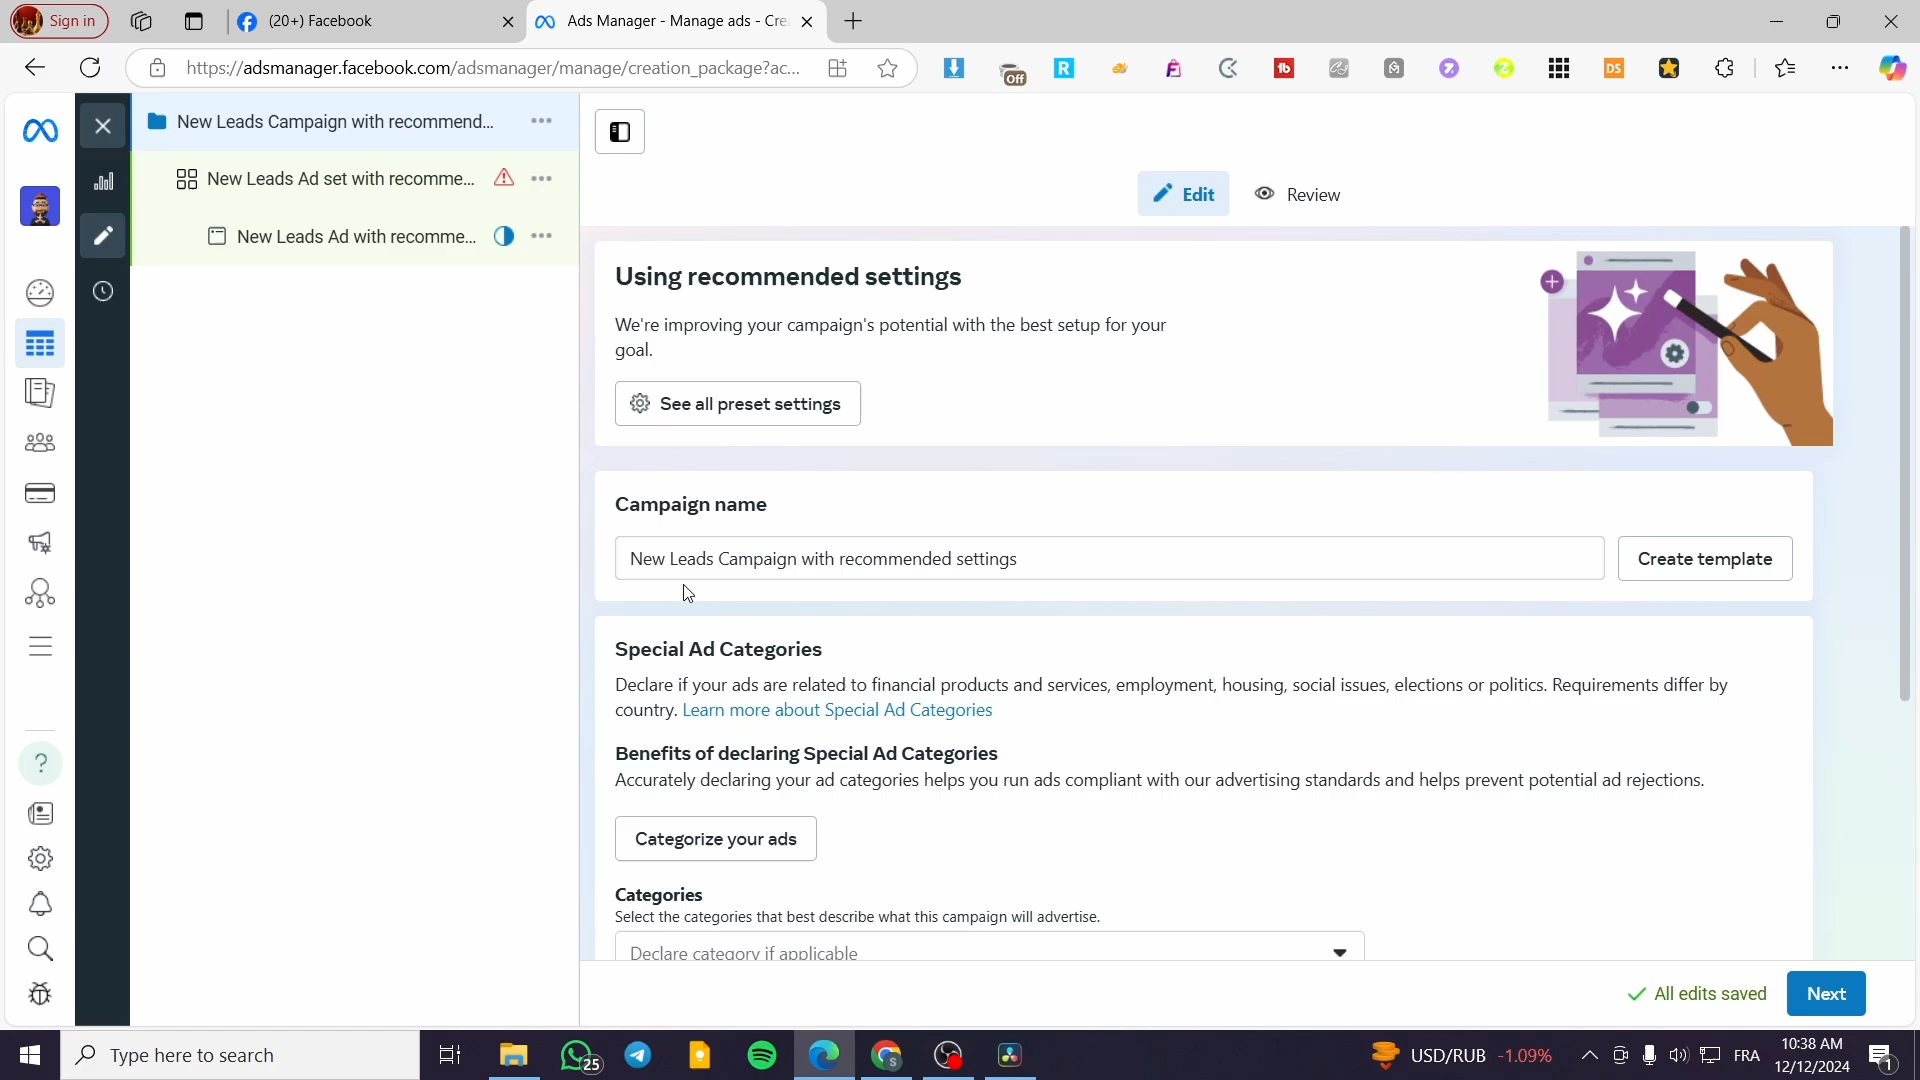 Sign in
(20+) Facebook
Ads Manager - Manage ads - Cre
https://adsmanager.facebook.com/adsmanager/manage/creation_package?ac...
Off
R
tb
DS
New Leads Campaign with recommend...
New Leads Ad set with recomme...
New Leads Ad with recomme...
Edit
Review
Using recommended settings
We're improving your campaign's potential with the best setup for your
goal.
See all preset settings
Campaign name
New Leads Campaign with recommended settings
Create template
Special Ad Categories
Declare if your ads are related to financial products and services, employment, housing, social issues, elections or politics. Requirements differ by
country. Learn more about Special Ad Categories
Benefits of declaring Special Ad Categories
Accurately declaring your ad categories helps you run ads compliant with our advertising standards and helps prevent potential ad rejections.
Categorize your ads
Categories
Select the categories that best describe what this campaign will advertise.
Declare category if applicable
All edits saved
Next
Type here to search
25
S
USD/RUB -1.09%
FRA
10:38 AM
12/12/2024
1